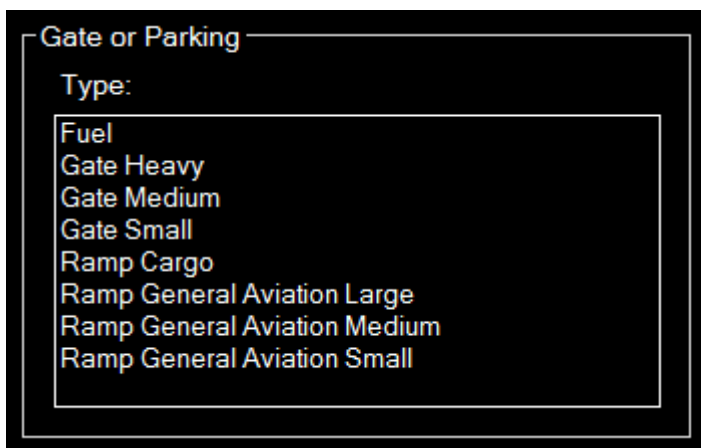 Gate or Parking
Type:
Fuel
Gate Heavy
Gate Medium
Gate Small
Ramp Cargo
Ramp General Aviation Large
Ramp General Aviation Medium
Ramp General Aviation Small